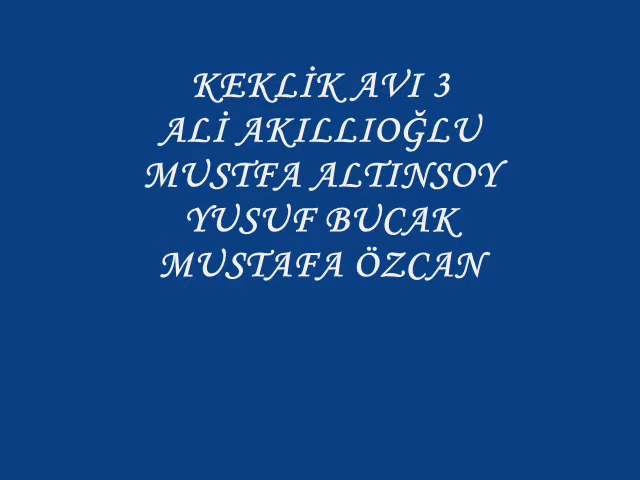 KEKLİK AVI 3
ALİ AKILLIOĞLU
MUSTFA ALTINSOY
YUSUF BUCAK
MUSTAFA ÖZCAN